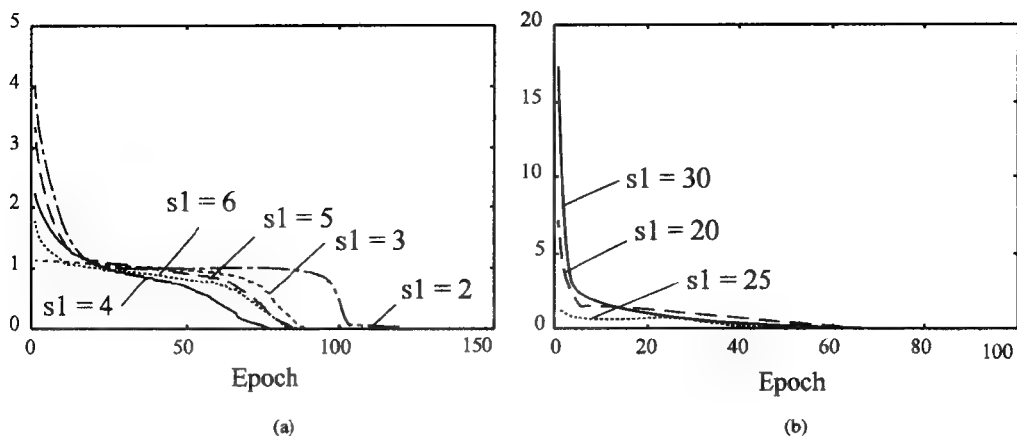 5
4
3
2
1
0
s1 = 6
s1 = 5
s1 = 3
s1 = 4
s1 = 2
0
50
100
150
Epoch
(a)
20
15
10
5
0
s1 = 30
s1 = 20
s1 = 25
0
20
40
60
80
100
Epoch
(b)